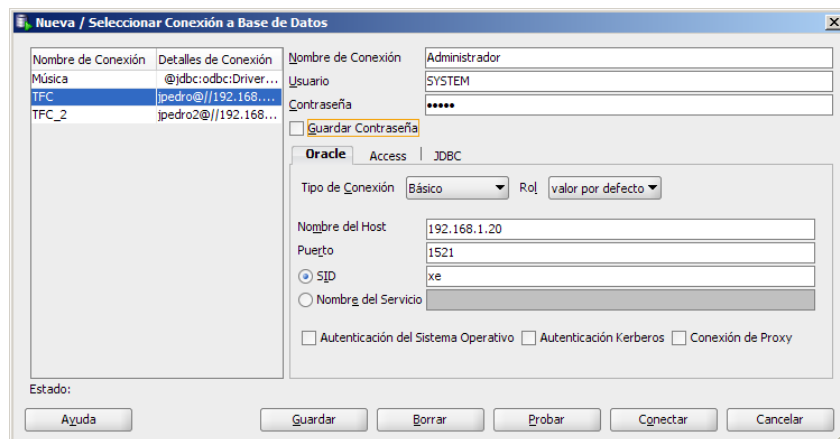 Nueva / Seleccionar Conexión a Base de Datos
Nombre de Conexión Detalles de Conexión
Música @jdbc:odbc:Driver...
TFC jpedro@//192.168....
TFC_2 jpedro2@//192.168...
Nombre de Conexión Administrador
Usuario SYSTEM
Contraseña •••••
Guardar Contraseña
Oracle Access JDBC
Tipo de Conexión Básico Rol valor por defecto
Nombre del Host 192.168.1.20
Puerto 1521
SID xe
Nombre del Servicio
Autenticación del Sistema Operativo Autenticación Kerberos Conexión de Proxy
Estado:
Ayuda Guardar Borrar Probar Conectar Cancelar